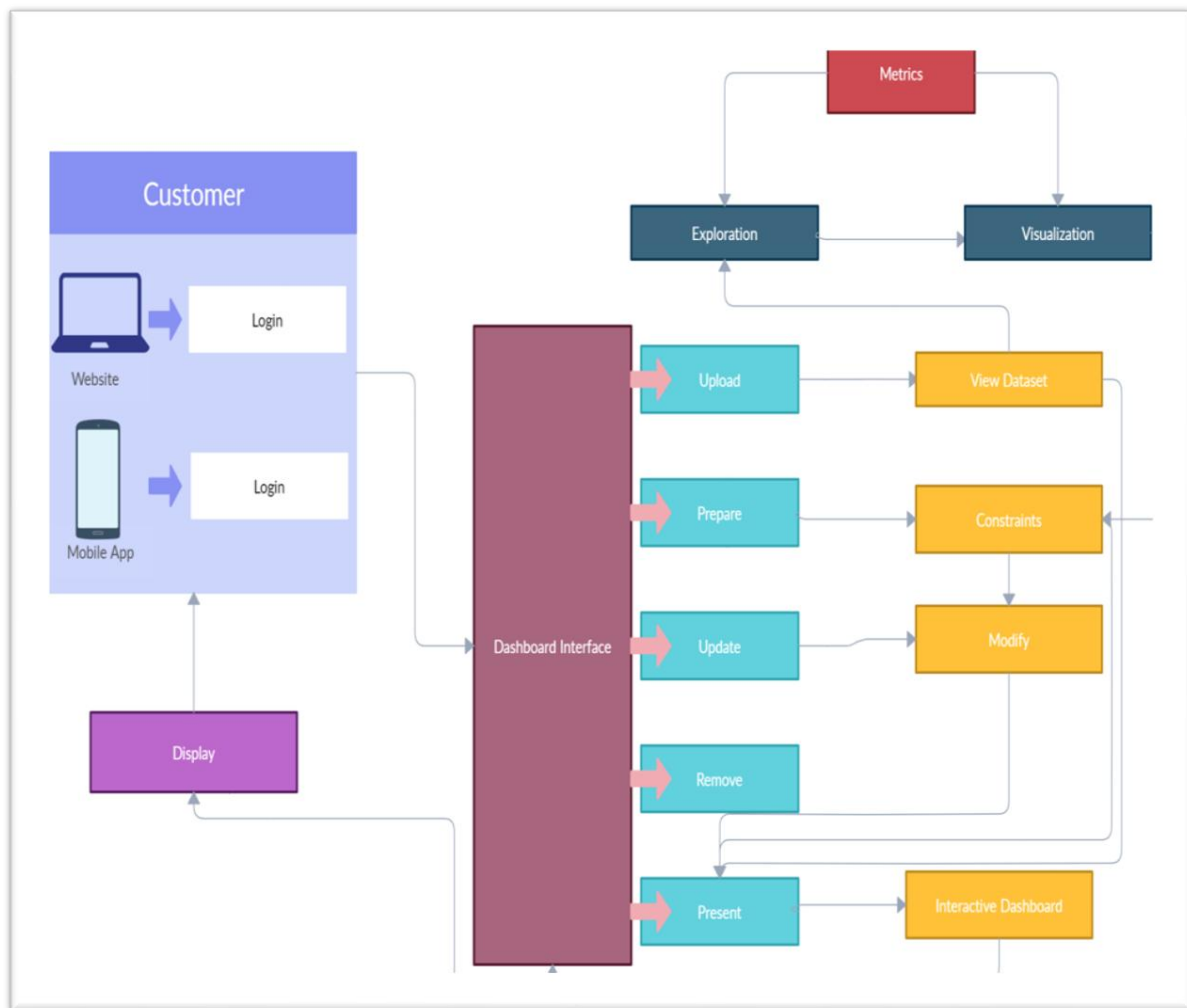 Metrics
Customer
Exploration
Visualization
Login
Website
Upload
View Dataset
Login
Mobile App
Prepare
Constraints
Dashboard Interface
Update
Modify
Display
Remove
Present
Interactive Dashboard